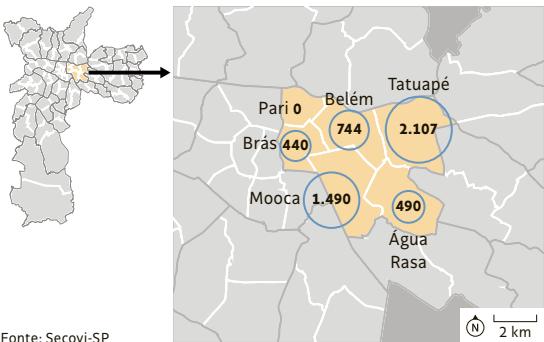 Tatuapé
Belém
Pari 0
744
2.107
Brás 440
Mooca 1.490
490
Água
Rasa
N
2 km
Fonte: Secovi-SP